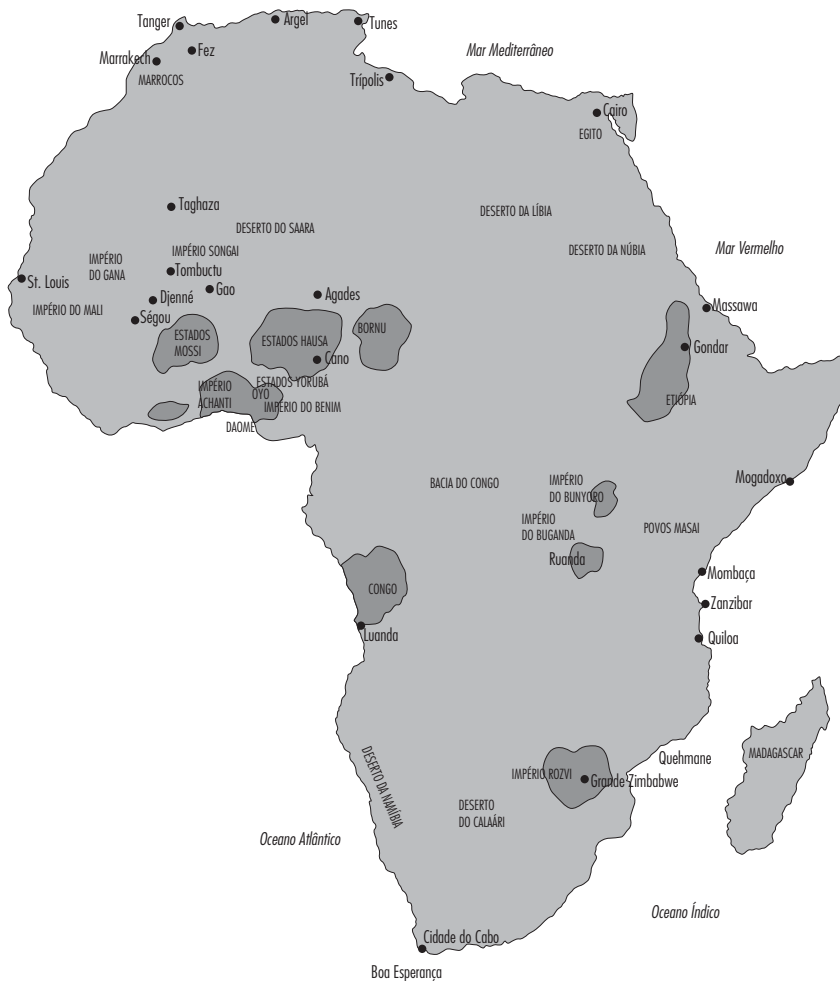 Tanger
Argel
Tunes
Fez
Mar Mediterrâneo
Marrakech
MARROCOS
Trípolis
Cairo
EGITO
Taghaza
DESERTO DO SAARA
DESERTO DA LÍBIA
IMPÉRIO SONGAI
DESERTO DA NÚBIA
Mar Vermelho
IMPÉRIO
DO GANA
Tombuctu
St. Louis
Gao
Agades
Djenné
IMPÉRIO DO MALI
Massawa
Ségou
BORNU
ESTADOS
MOSSI
ESTADOS HAUSA
Gondar
Cano
ESTADOS YORUBÁ
IMPÉRIO
ACHANTI
OYO
IMPÉRIO DO BENIM
ETIÓPIA
DAOMÉ
Mogadoxo
BACIA DO CONGO
IMPÉRIO
DO BUNYORO
IMPÉRIO
DO BUGANDA
POVOS MASAI
Ruanda
Mombaça
CONGO
Zanzibar
Luanda
Quiloa
DESERTO DA NAMÍBIA
Quehmane
MADAGASCAR
IMPÉRIO ROZVI
Grande Zimbabwe
DESERTO
DO CALAÁRI
Oceano Atlântico
Oceano Índico
Cidade do Cabo
Boa Esperança